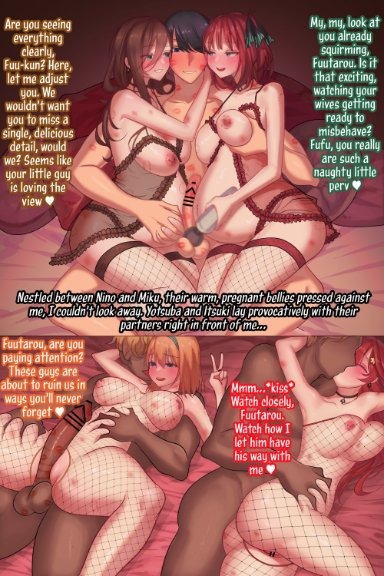 Are you seeing
everything
clearly,
Fuu-kun? Here,
let me adjust
you. We
wouldn't want
you to miss a
single, delicious
detail, would
we? Seems like
your little guy
is loving the
view ♥
My, my, look at
you already
squirming,
Fuutarou. Is it
that exciting,
watching your
wives getting
ready to
misbehave?
Fufu, you really
are such a
naughty little
perv ♥
Nestled between Nino and Miku, their warm, pregnant bellies pressed against
me, I couldn't look away. Yotsuba and Itsuki lay provocatively with their
partners right in front of me...
Fuutarou, are you
paying attention?
These guys
are about to ruin us
in ways you'll never
forget ♥
Mmm...*kiss*
Watch closely,
Fuutarou.
Watch how I
let him have
his way with
me ♥